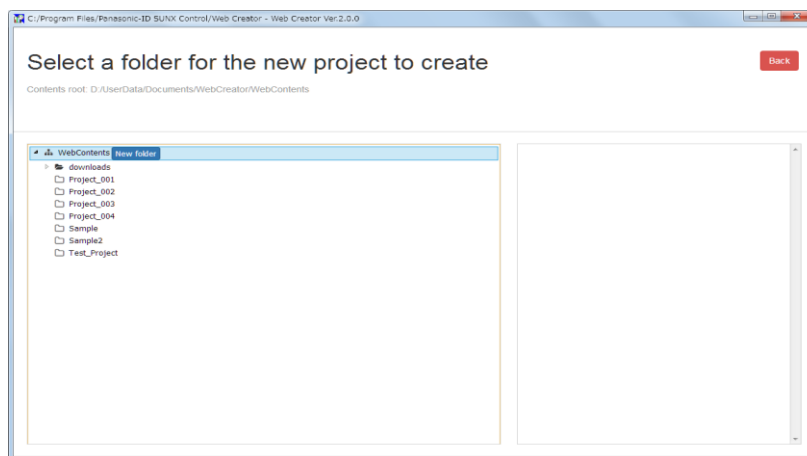 C:/Program Files/Panasonic-ID SUNX Control/Web Creator - Web Creator Ver.2.0.0
Select a folder for the new project to create
Back
Contents root: D:/UserData/Documents/WebCreator/WebContents
WebContents New folder
downloads
Project_001
Project_002
Project_003
Project_004
Sample
Sample2
Test_Project